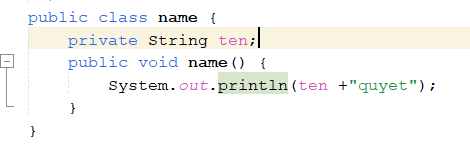 public class name {
    private String ten;
    public void name() {
        System.out.println(ten +"quyet");
    }
}